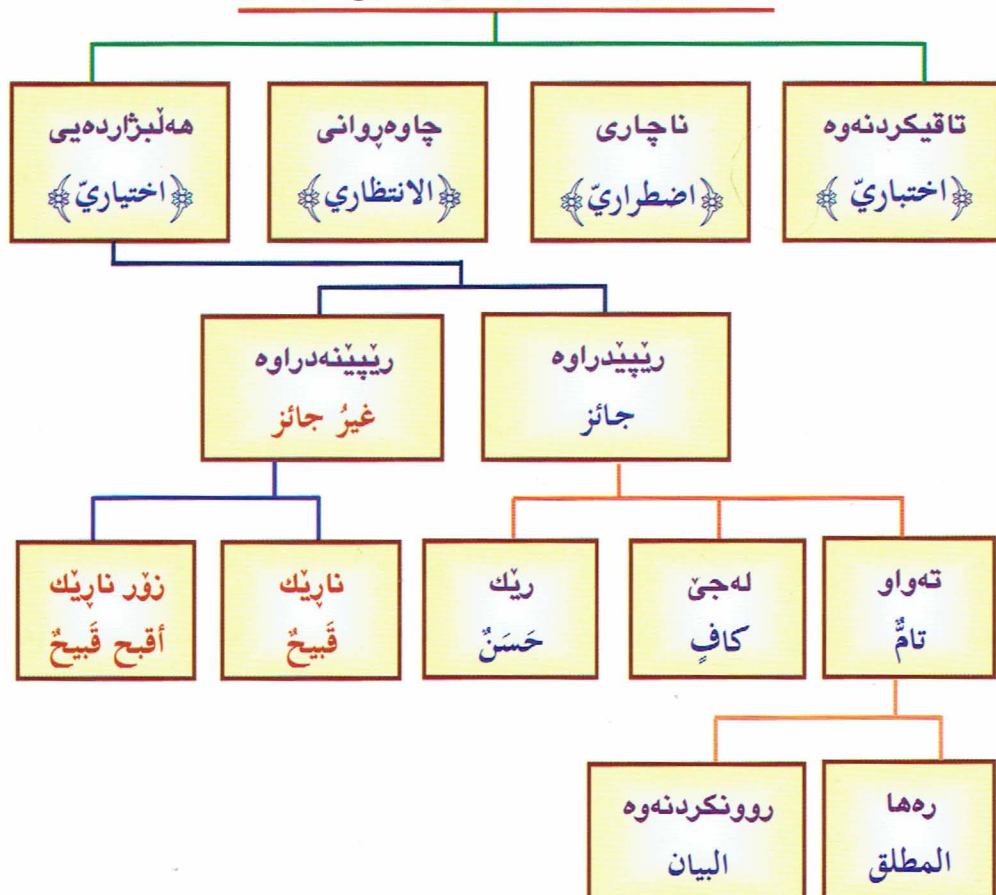 تاقیکردنەوە
﴿اختباريّ﴾
ناچاری
﴿اضطراريّ﴾
چاوەڕوانی
﴿الانتظاري﴾
هەڵبژاردەیی
﴿اختياريّ﴾
ڕێپێدراوە
جائز
ڕێپێنەدراوە
غيرُ جائز
تەواو
تامٌّ
لەجێ
كافٍ
ڕێك
حَسَنٌ
ناڕێك
قَبيحٌ
زۆر ناڕێك
أقبح قَبيحٌ
ڕەها
المطلق
ڕوونکردنەوە
البيان